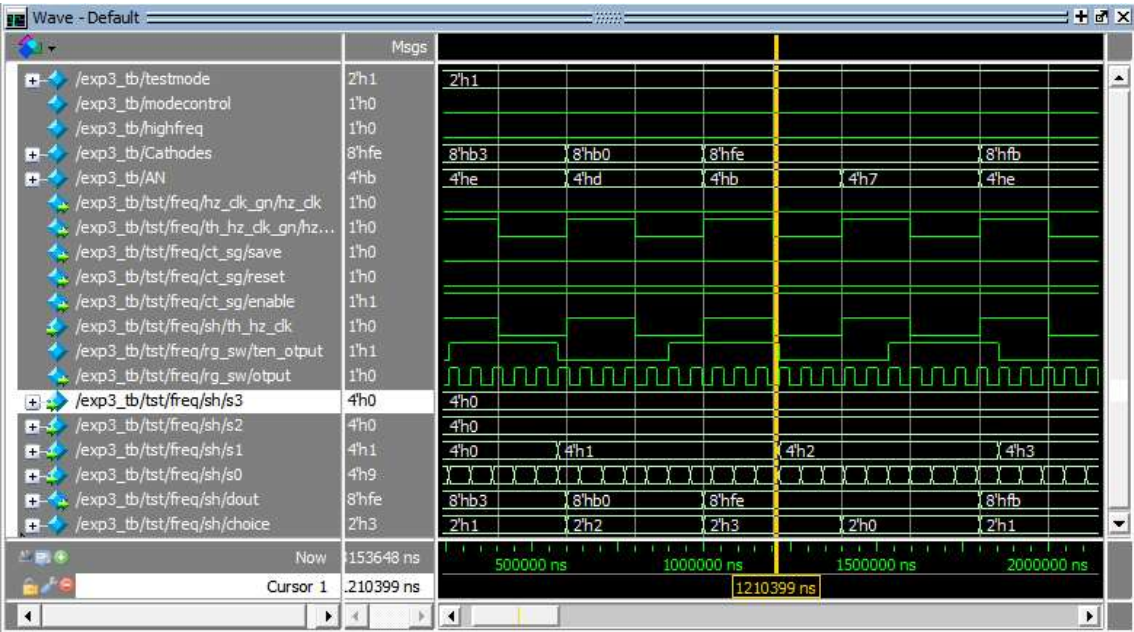 Wave - Default
Msgs
/exp3_tb/testmode 2'h1 2'h1
/exp3_tb/modecontrol 1'h0
/exp3_tb/highfreq 1'h0
/exp3_tb/Cathodes 8'hfe 8'hb3 8'hb0 8'hfe 8'hfb
/exp3_tb/AN 4'hb 4'he 4'hd 4'hb 4'h7 4'he
/exp3_tb/tst/freq/hz_clk_gn/hz_clk 1'h0
/exp3_tb/tst/freq/th_hz_clk_gn/hz... 1'h0
/exp3_tb/tst/freq/ct_sg/save 1'h0
/exp3_tb/tst/freq/ct_sg/reset 1'h0
/exp3_tb/tst/freq/ct_sg/enable 1'h1
/exp3_tb/tst/freq/sh/th_hz_clk 1'h0
/exp3_tb/tst/freq/rg_sw/ten_otput 1'h1
/exp3_tb/tst/freq/rg_sw/otput 1'h0
/exp3_tb/tst/freq/sh/s3 4'h0 4'h0
/exp3_tb/tst/freq/sh/s2 4'h0 4'h0
/exp3_tb/tst/freq/sh/s1 4'h1 4'h0 4'h1 4'h2 4'h3
/exp3_tb/tst/freq/sh/s0 4'h9
/exp3_tb/tst/freq/sh/dout 8'hfe 8'hb3 8'hb0 8'hfe 8'hfb
/exp3_tb/tst/freq/sh/choice 2'h3 2'h1 2'h2 2'h3 2'h0 2'h1
Now 153648 ns 500000 ns 1000000 ns 1500000 ns 2000000 ns
Cursor 1 .210399 ns 1210399 ns